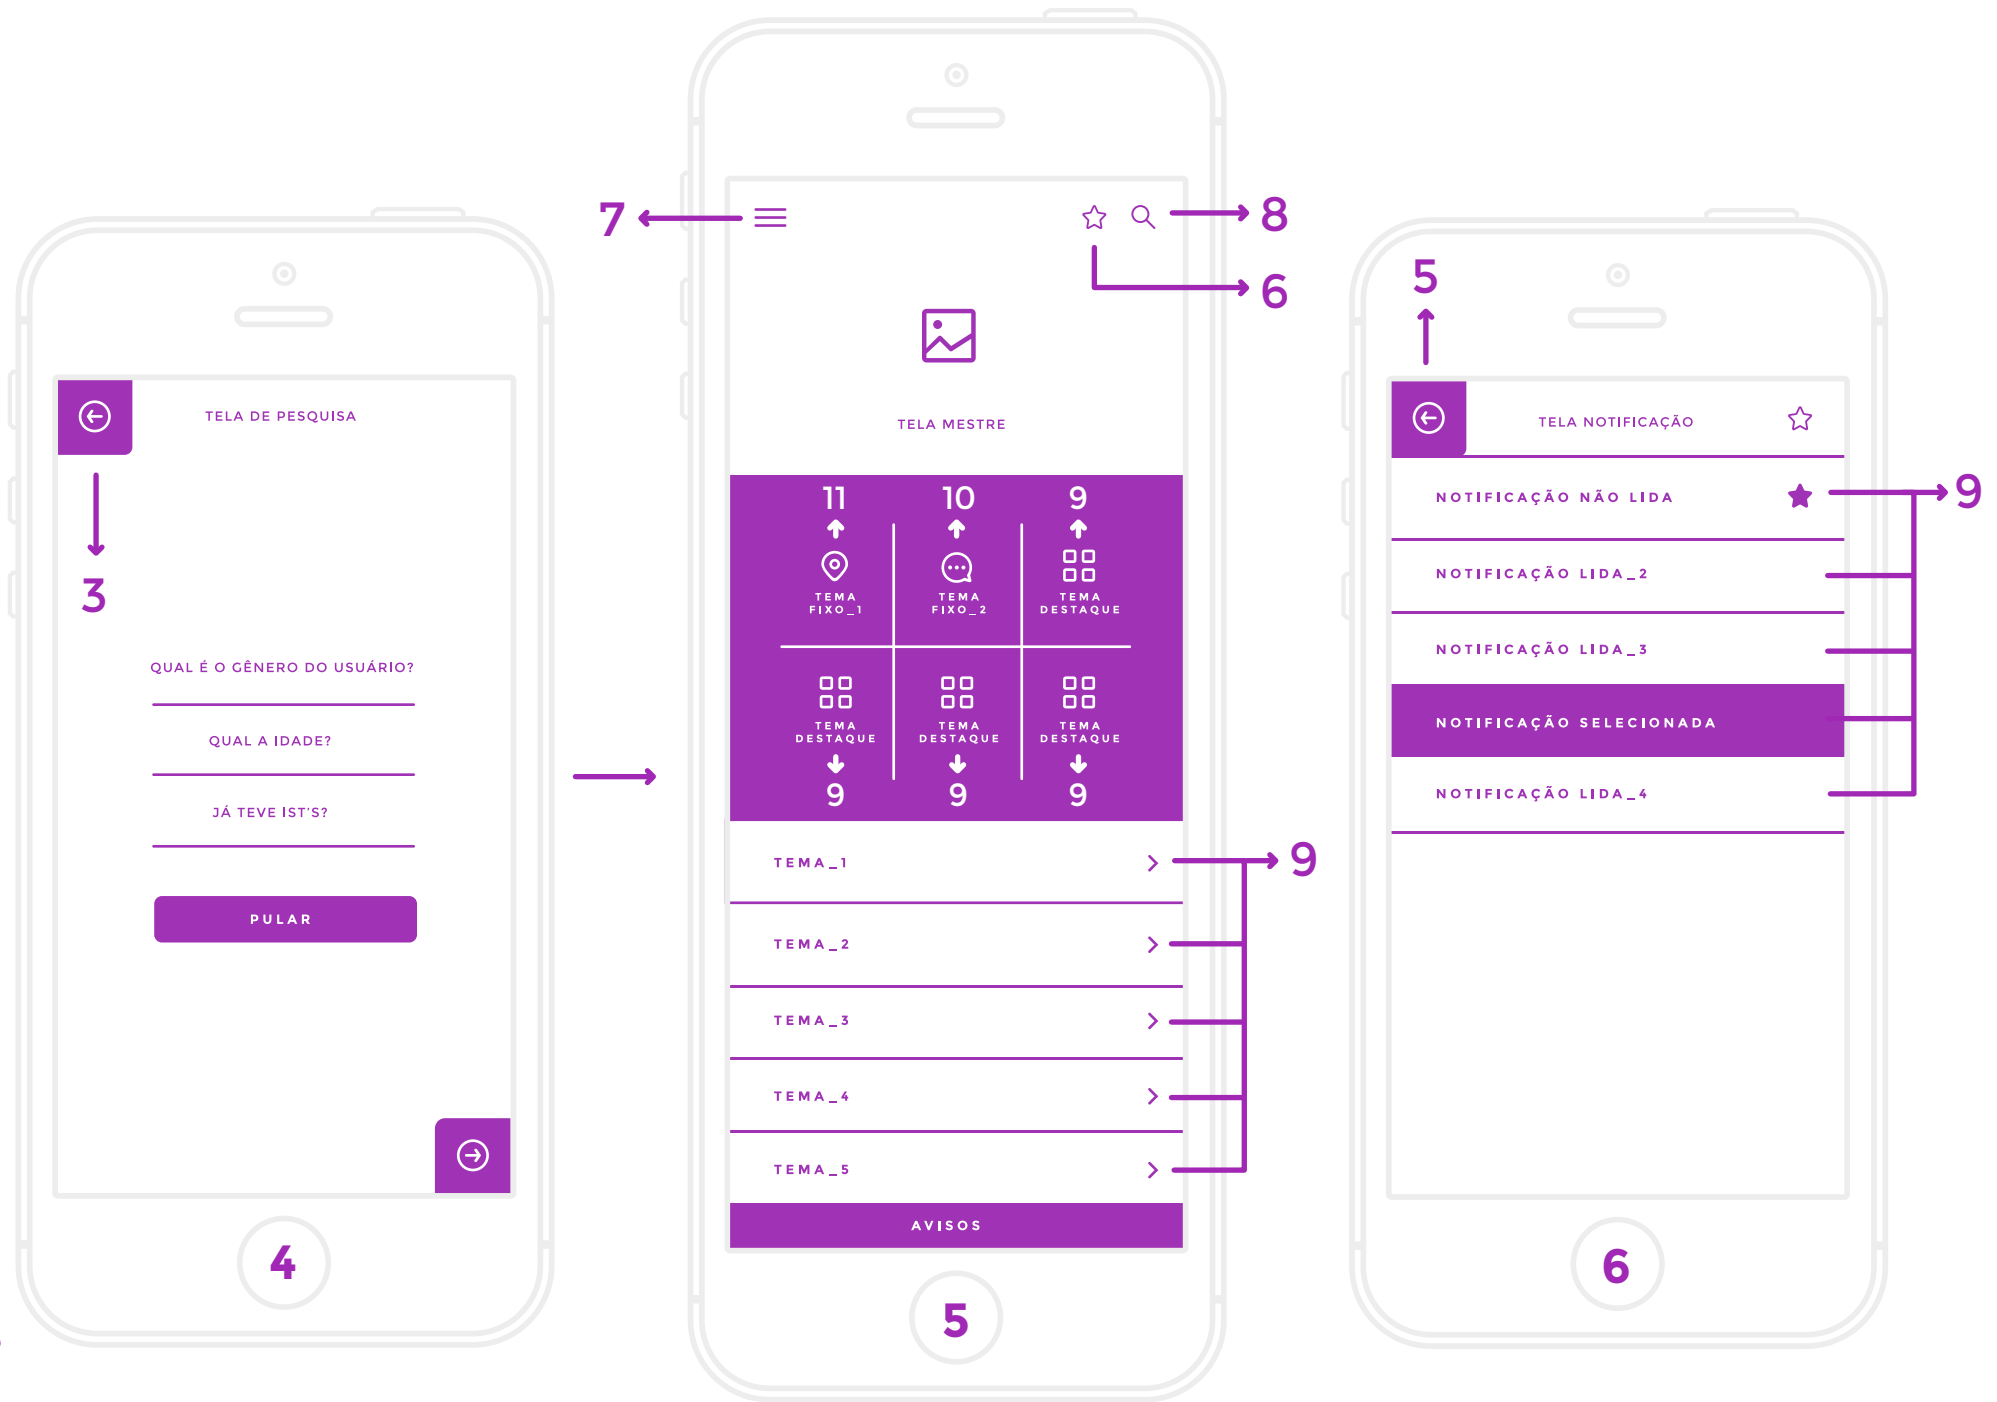 TELA DE PESQUISA
3
QUAL É O GÊNERO DO USUÁRIO?
QUAL A IDADE?
JÁ TEVE IST'S?
PULAR
4
7
8
6
TELA MESTRE
11 10 9
TEMA FIXO_1
TEMA FIXO_2
TEMA DESTAQUE
TEMA DESTAQUE
TEMA DESTAQUE
TEMA DESTAQUE
9 9 9
TEMA_1
9
TEMA_2
TEMA_3
TEMA_4
TEMA_5
AVISOS
5
5
TELA NOTIFICAÇÃO
NOTIFICAÇÃO NÃO LIDA
9
NOTIFICAÇÃO LIDA_2
NOTIFICAÇÃO LIDA_3
NOTIFICAÇÃO SELECIONADA
NOTIFICAÇÃO LIDA_4
6